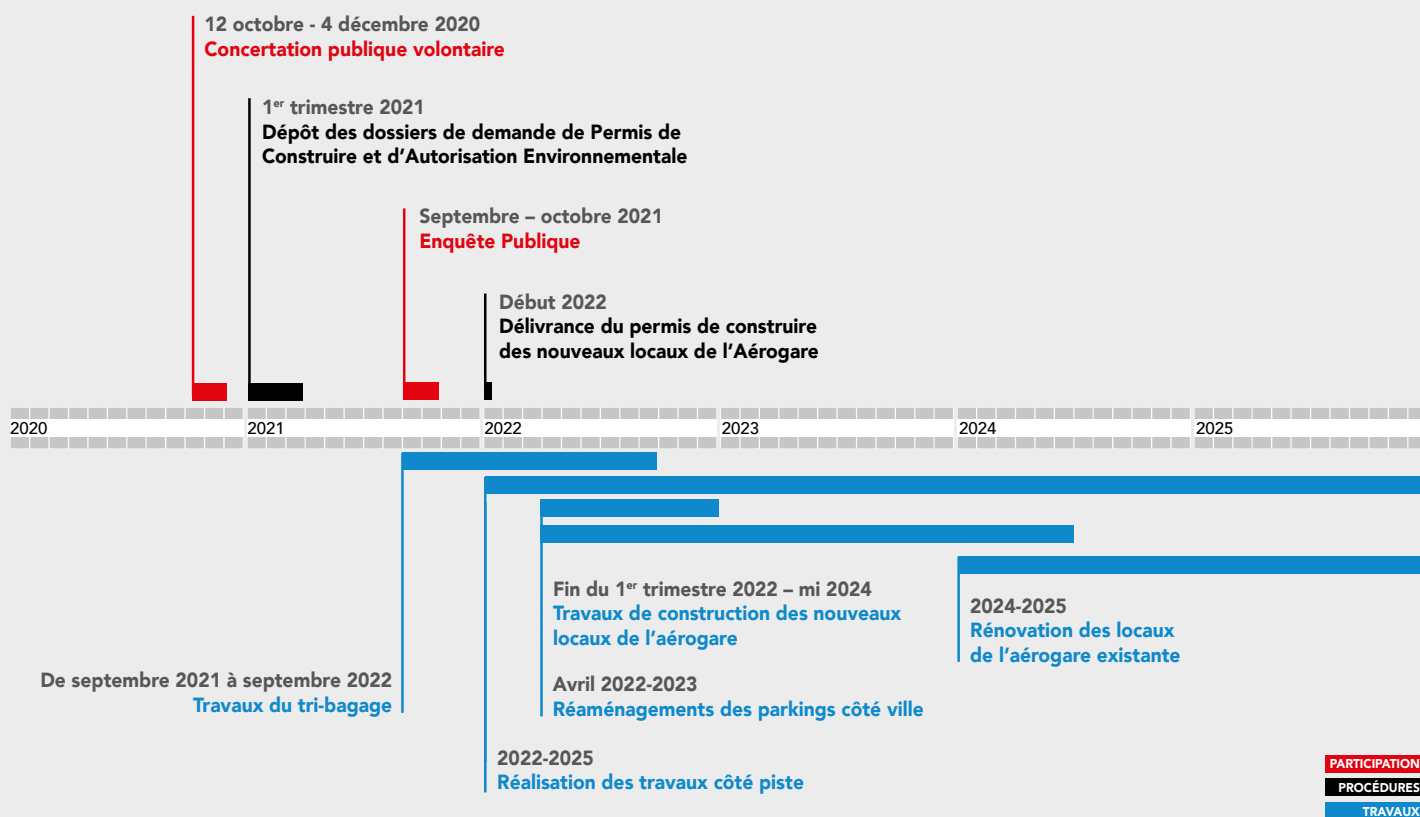 12 octobre - 4 décembre 2020
Concertation publique volontaire
1er trimestre 2021
Dépôt des dossiers de demande de Permis de
Construire et d’Autorisation Environnementale
Septembre – octobre 2021
Enquête Publique
Début 2022
Délivrance du permis de construire
des nouveaux locaux de l’Aérogare
2020 2021 2022 2023 2024 2025
Fin du 1er trimestre 2022 – mi 2024
Travaux de construction des nouveaux
locaux de l’aérogare
2024-2025
Rénovation des locaux
de l’aérogare existante
De septembre 2021 à septembre 2022
Travaux du tri-bagage
Avril 2022-2023
Réaménagements des parkings côté ville
2022-2025
Réalisation des travaux côté piste
PARTICIPATION
PROCÉDURES
TRAVAUX